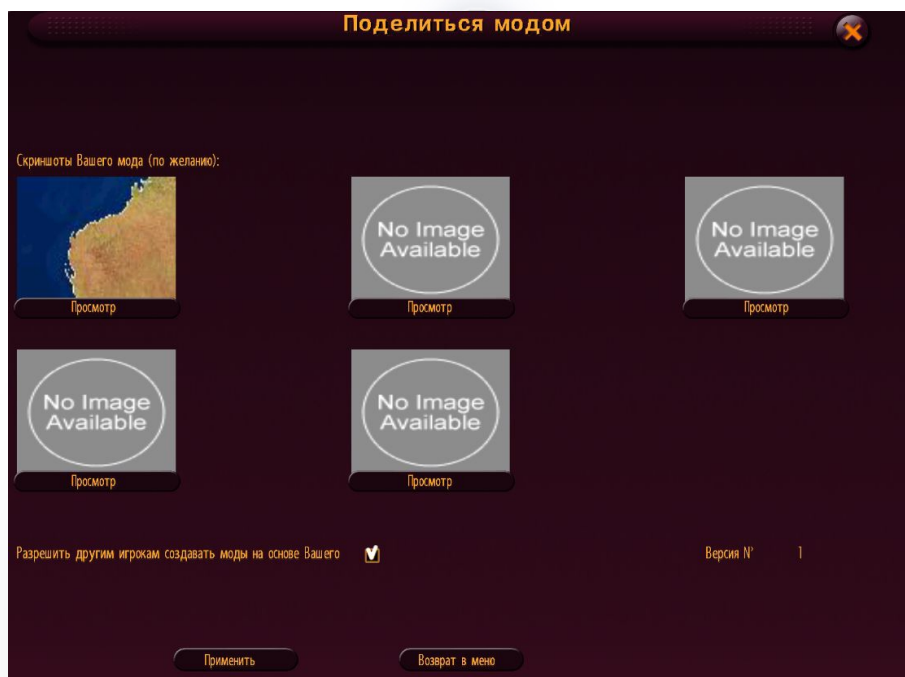 Поделиться модом
Скриншоты Вашего мода (по желанию):
No Image
Available
No Image
Available
Просмотр
Просмотр
Просмотр
No Image
Available
No Image
Available
Просмотр
Просмотр
Разрешить другим игрокам создавать моды на основе Вашего
Версия N° 1
Применить
Возврат в меню